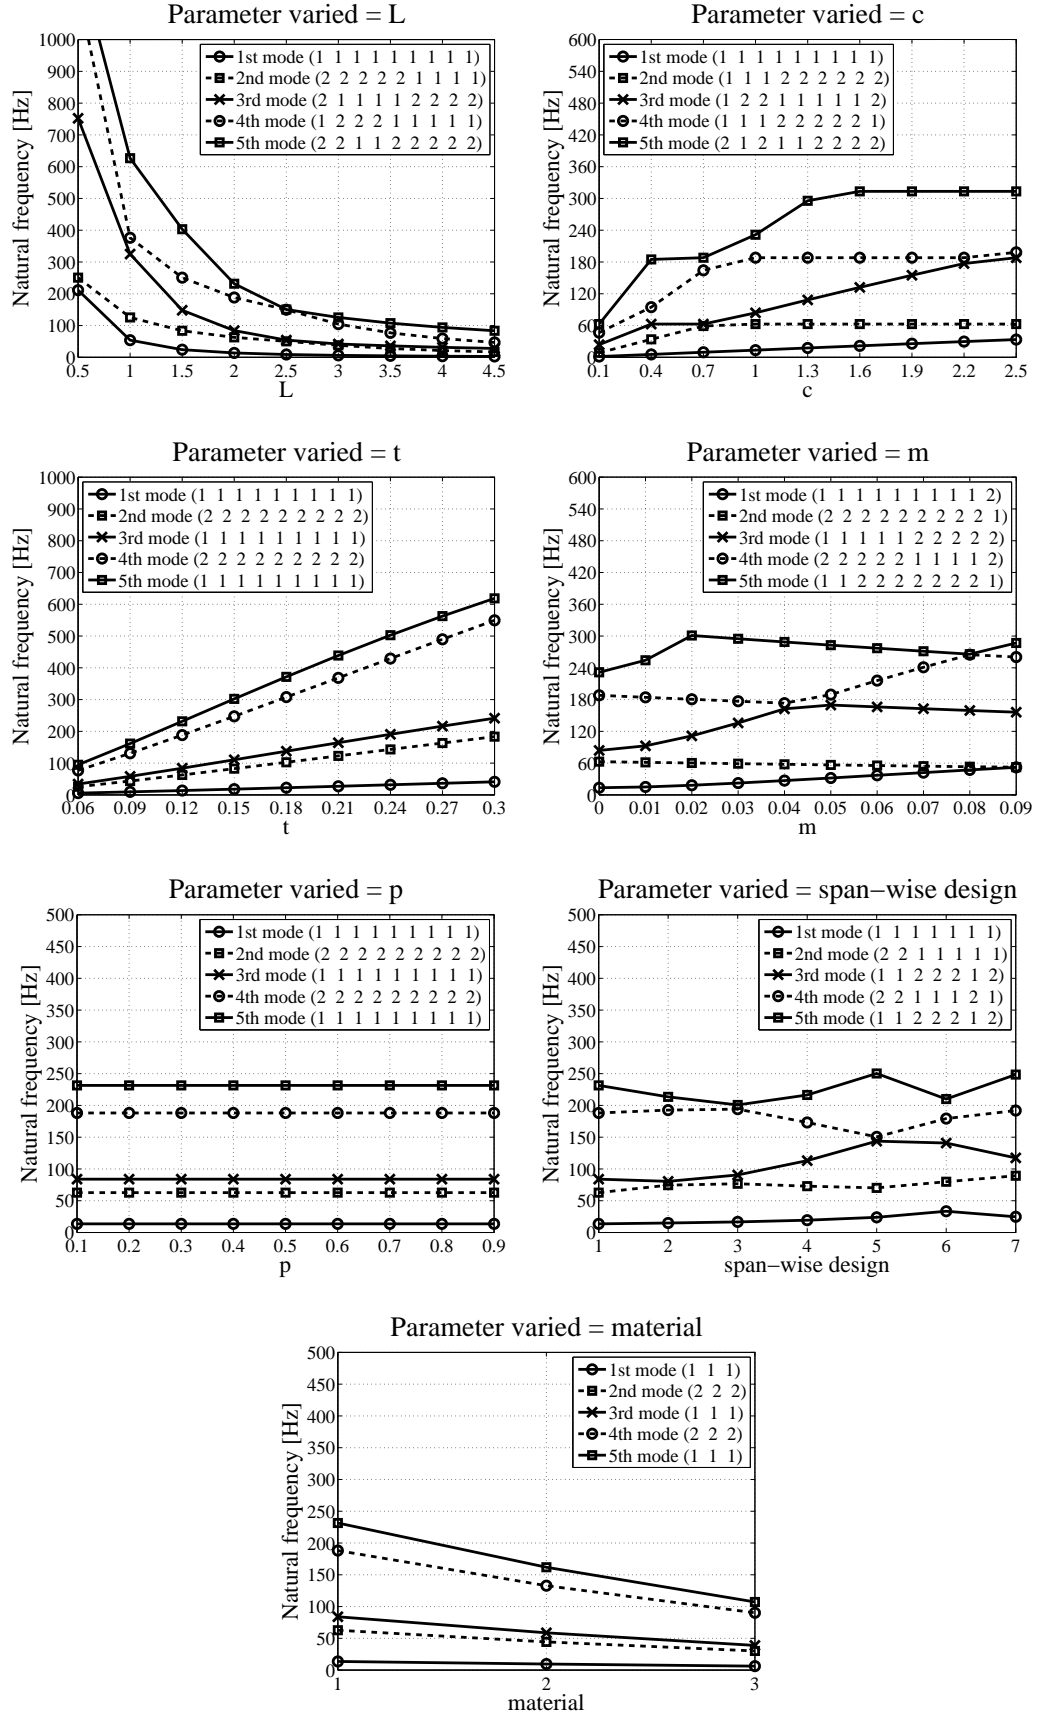 Parameter varied = L
1000
900
800
700
600
500
400
300
200
100
0
Natural frequency [Hz]
1st mode (1 1 1 1 1 1 1 1 1)
2nd mode (2 2 2 2 2 1 1 1 1)
3rd mode (2 1 1 1 1 2 2 2 2)
4th mode (1 2 2 2 1 1 1 1 1)
5th mode (2 2 1 1 2 2 2 2 2)
0.5 1 1.5 2 2.5 3 3.5 4 4.5
L
Parameter varied = c
600
540
480
420
360
300
240
180
120
60
0
Natural frequency [Hz]
1st mode (1 1 1 1 1 1 1 1 1)
2nd mode (1 1 1 2 2 2 2 2 2)
3rd mode (1 2 2 1 1 1 1 1 2)
4th mode (1 1 1 2 2 2 2 2 1)
5th mode (2 1 2 1 1 2 2 2 2)
0.1 0.4 0.7 1 1.3 1.6 1.9 2.2 2.5
c
Parameter varied = t
1000
900
800
700
600
500
400
300
200
100
0
Natural frequency [Hz]
1st mode (1 1 1 1 1 1 1 1 1)
2nd mode (2 2 2 2 2 2 2 2 2)
3rd mode (1 1 1 1 1 1 1 1 1)
4th mode (2 2 2 2 2 2 2 2 2)
5th mode (1 1 1 1 1 1 1 1 1)
0.06 0.09 0.12 0.15 0.18 0.21 0.24 0.27 0.3
t
Parameter varied = m
600
540
480
420
360
300
240
180
120
60
0
Natural frequency [Hz]
1st mode (1 1 1 1 1 1 1 1 1 2)
2nd mode (2 2 2 2 2 2 2 2 2 1)
3rd mode (1 1 1 1 1 2 2 2 2 2)
4th mode (2 2 2 2 2 1 1 1 1 2)
5th mode (1 1 2 2 2 2 2 2 2 1)
0 0.01 0.02 0.03 0.04 0.05 0.06 0.07 0.08 0.09
m
Parameter varied = p
500
450
400
350
300
250
200
150
100
50
0
Natural frequency [Hz]
1st mode (1 1 1 1 1 1 1 1 1)
2nd mode (2 2 2 2 2 2 2 2 2)
3rd mode (1 1 1 1 1 1 1 1 1)
4th mode (2 2 2 2 2 2 2 2 2)
5th mode (1 1 1 1 1 1 1 1 1)
0.1 0.2 0.3 0.4 0.5 0.6 0.7 0.8 0.9
p
Parameter varied = span−wise design
500
450
400
350
300
250
200
150
100
50
0
Natural frequency [Hz]
1st mode (1 1 1 1 1 1 1)
2nd mode (2 2 1 1 1 1 1)
3rd mode (1 1 2 2 2 1 2)
4th mode (2 2 1 1 1 2 1)
5th mode (1 1 2 2 2 1 2)
1 2 3 4 5 6 7
span−wise design
Parameter varied = material
500
450
400
350
300
250
200
150
100
50
0
Natural frequency [Hz]
1st mode (1 1 1)
2nd mode (2 2 2)
3rd mode (1 1 1)
4th mode (2 2 2)
5th mode (1 1 1)
1 2 3
material